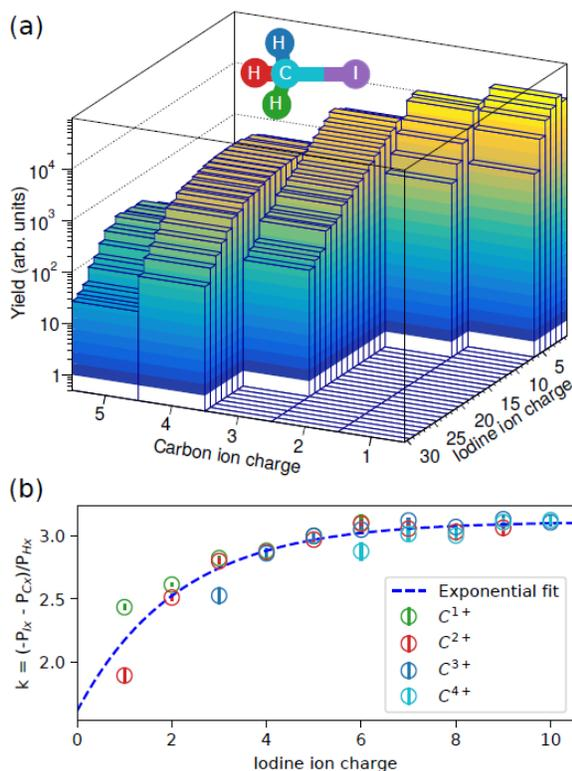 (a)
H
H C I
H
Yield (arb. units)
10⁴
10³
10²
10
1
5 4 3 2 1
Carbon ion charge
30 25 20 15 10 5
Iodine ion charge
(b)
k = (-P_Ix - P_Cx)/P_Hx
3.0
2.5
2.0
Exponential fit
C¹⁺
C²⁺
C³⁺
C⁴⁺
0 2 4 6 8 10
Iodine ion charge